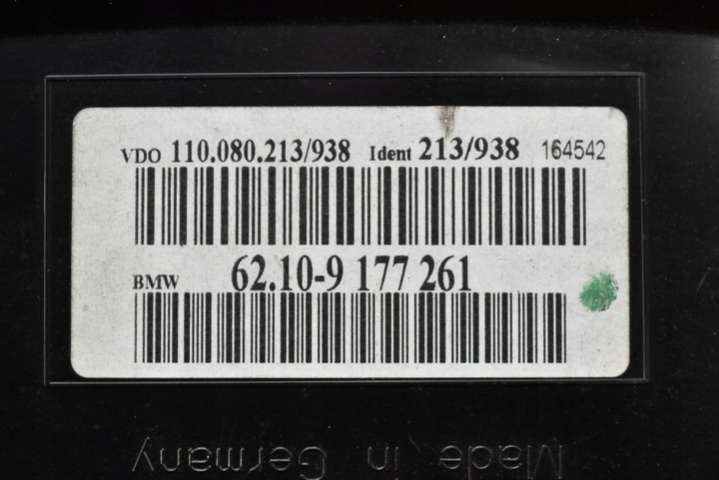 VDO 110.080.213/938 Ident 213/938 164542
BMW 62.10-9 177 261
Made in Germany